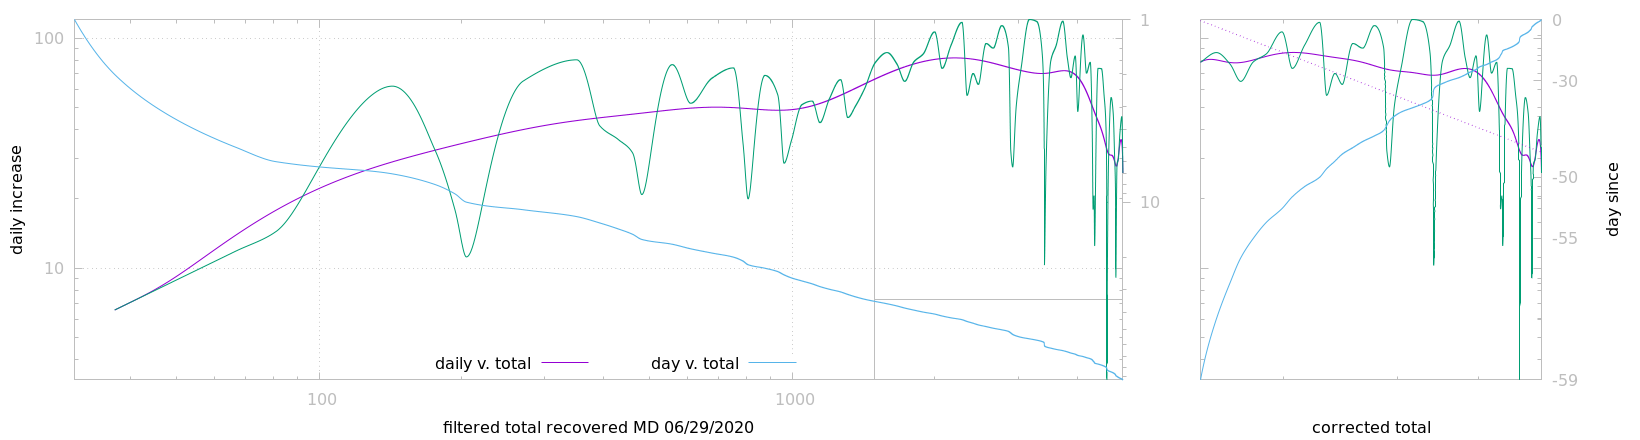 100
10
daily increase
daily v. total
day v. total
100
1000
filtered total recovered MD 06/29/2020
1
10
0
-30
-50
-55
-59
day since
corrected total